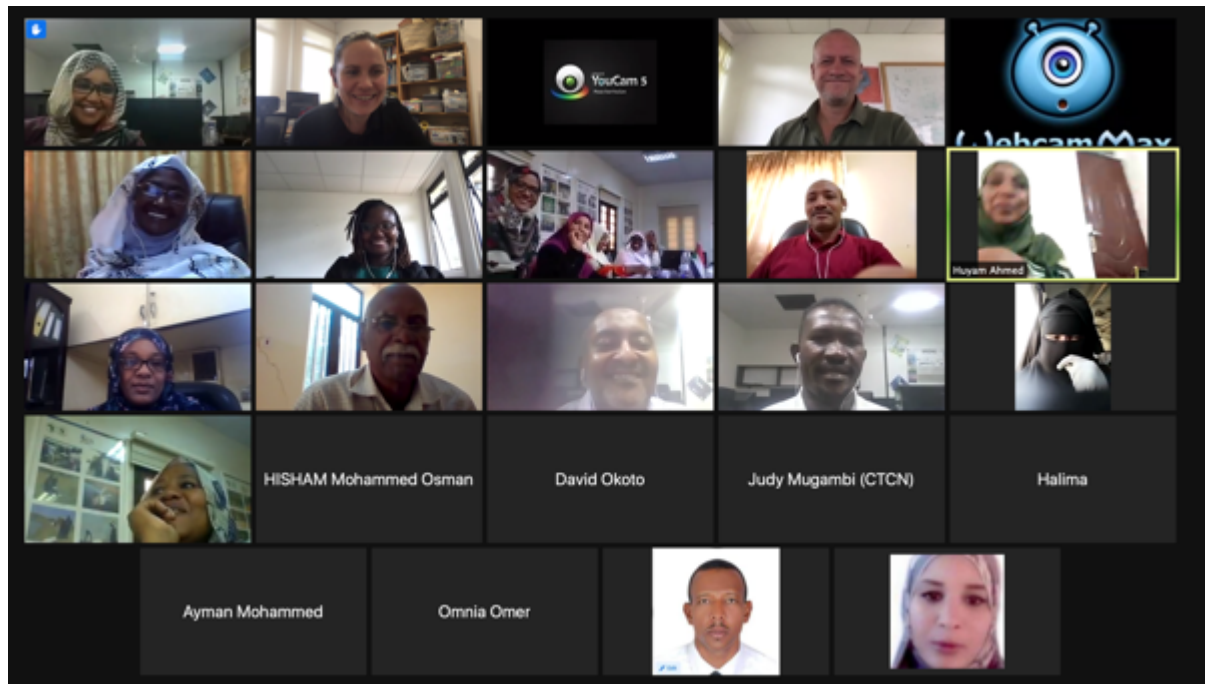 YouCam 5
WebcamMax
Huyam Ahmed
HISHAM Mohammed Osman
David Okoto
Judy Mugambi (CTCN)
Halima
Ayman Mohammed
Omnia Omer